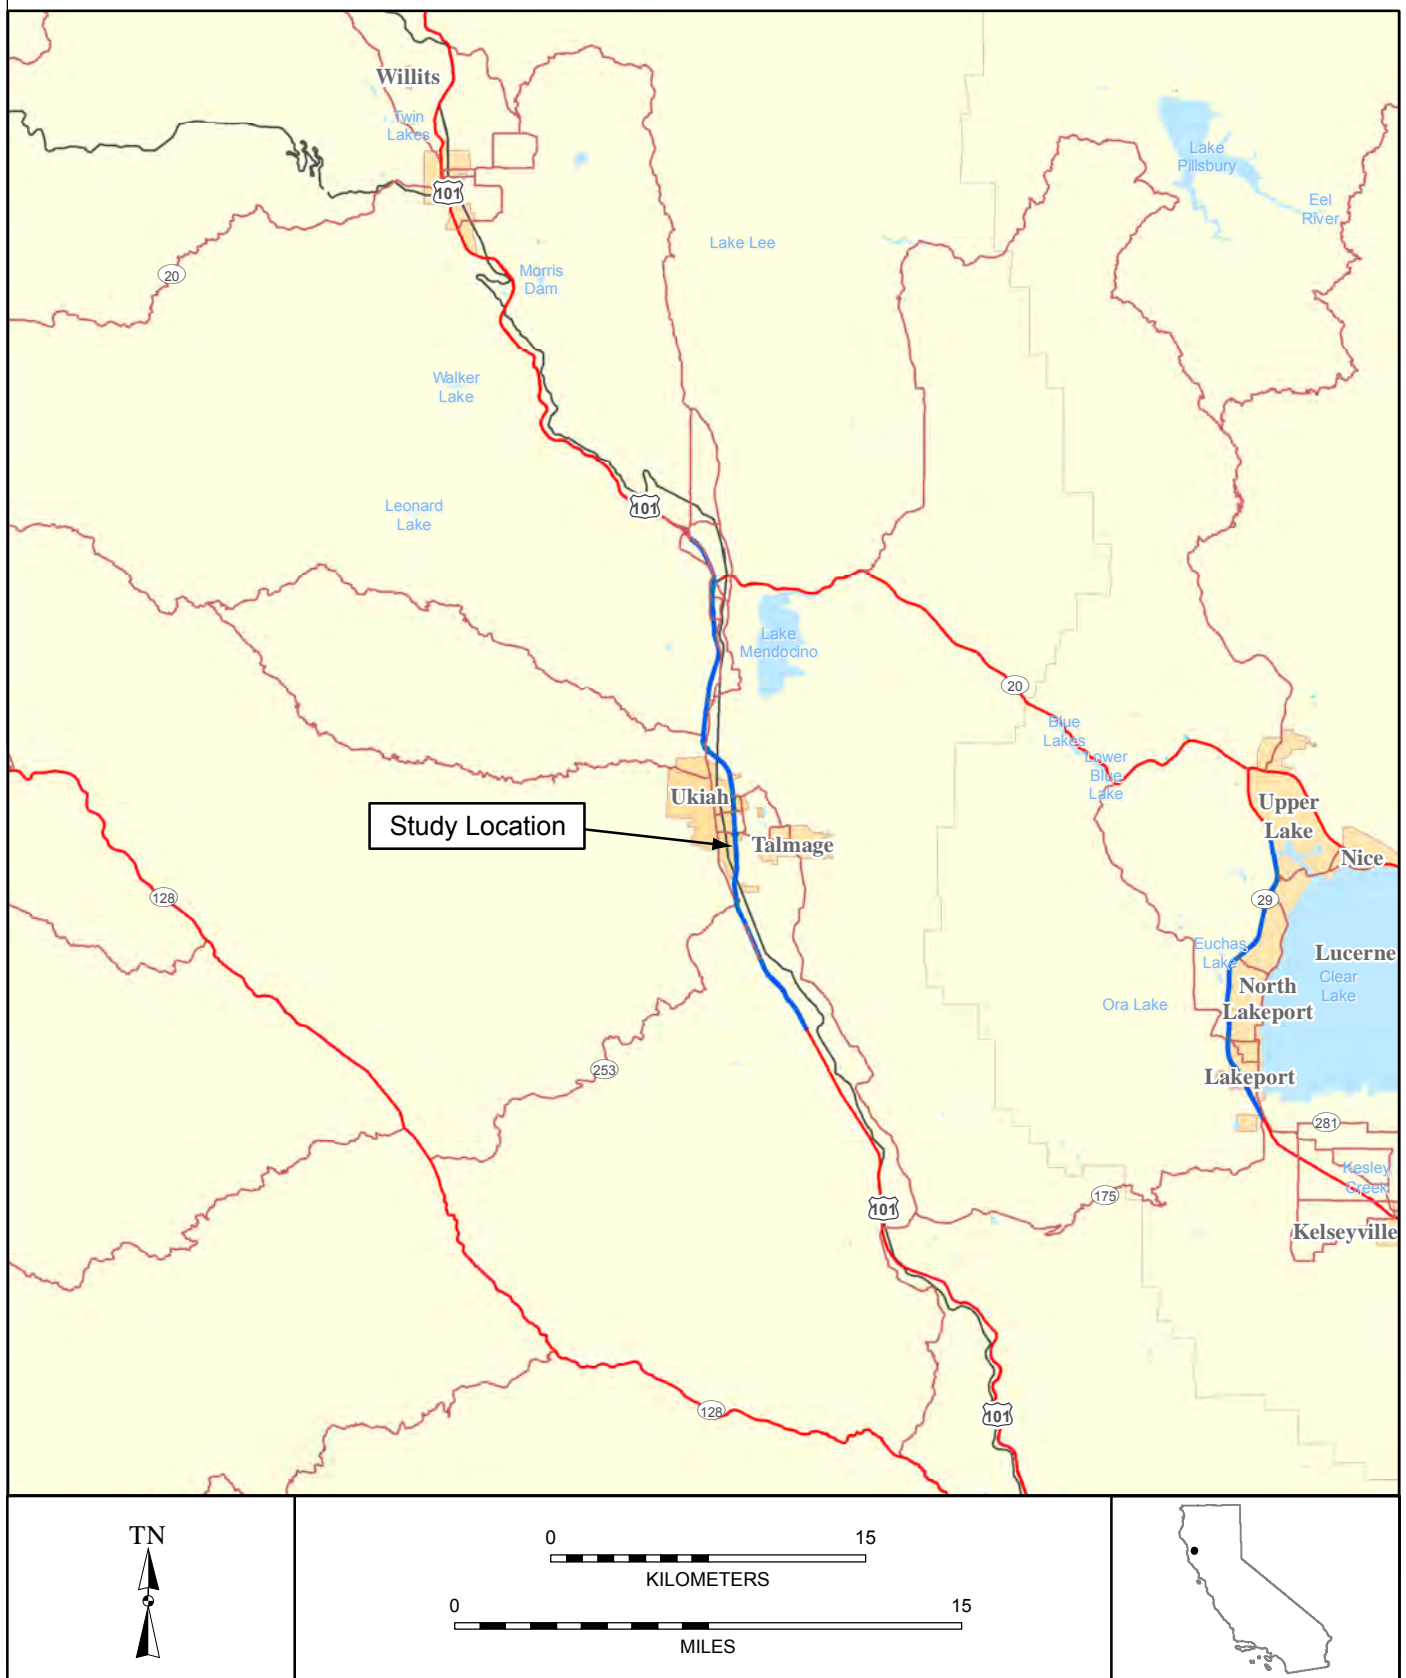 Willits
Twin
Lakes
101
20
Morris
Dam
Lake Lee
Lake
Pillsbury
Eel
River
Walker
Lake
Leonard
Lake
101
Lake
Mendocino
20
Blue
Lakes
Lower
Blue
Lake
Ukiah
Study Location
Talmage
Upper
Lake
Nice
128
29
Euchas
Lake
Lucerne
Clear
Lake
North
Lakeport
Ora Lake
253
Lakeport
281
Kesley
Creek
175
101
Kelseyville
128
101
TN
0 15
KILOMETERS
0 15
MILES